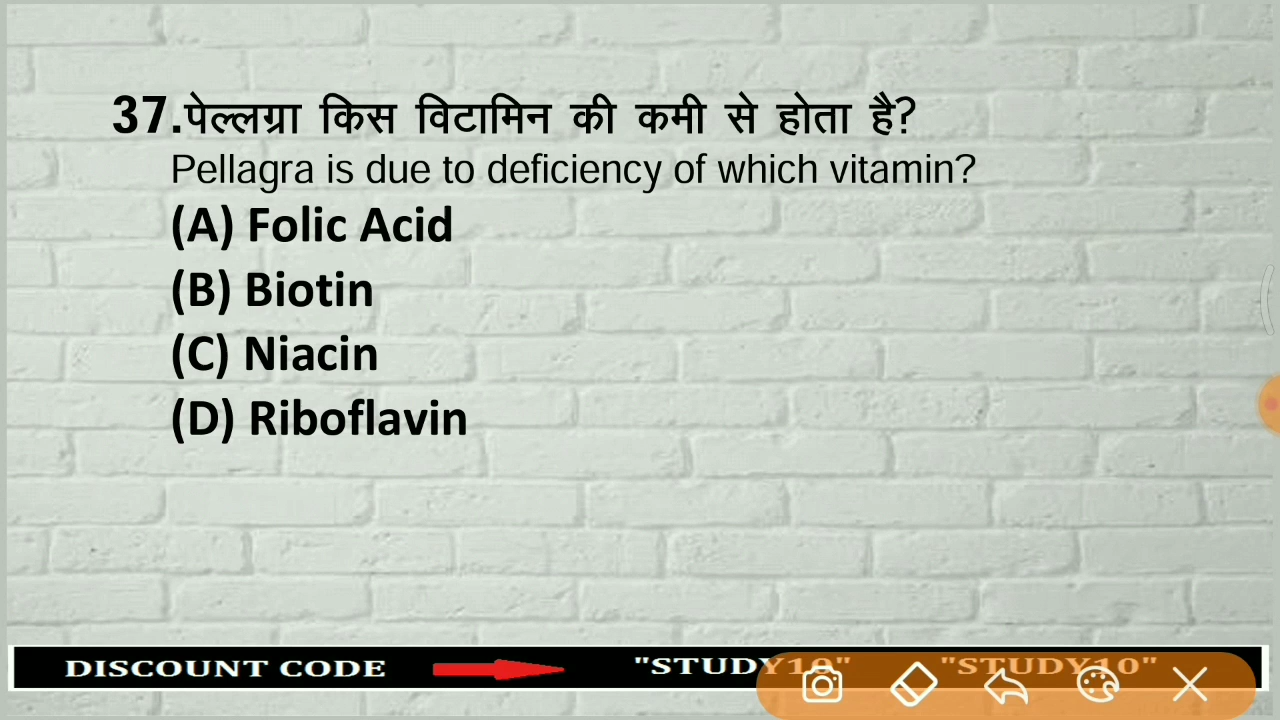 37.पेल्लग्रा किस विटामिन की कमी से होता है?
Pellagra is due to deficiency of which vitamin?
(A) Folic Acid
(B) Biotin
(C) Niacin
(D) Riboflavin
DISCOUNT CODE "STUDY10" "STUDY10"